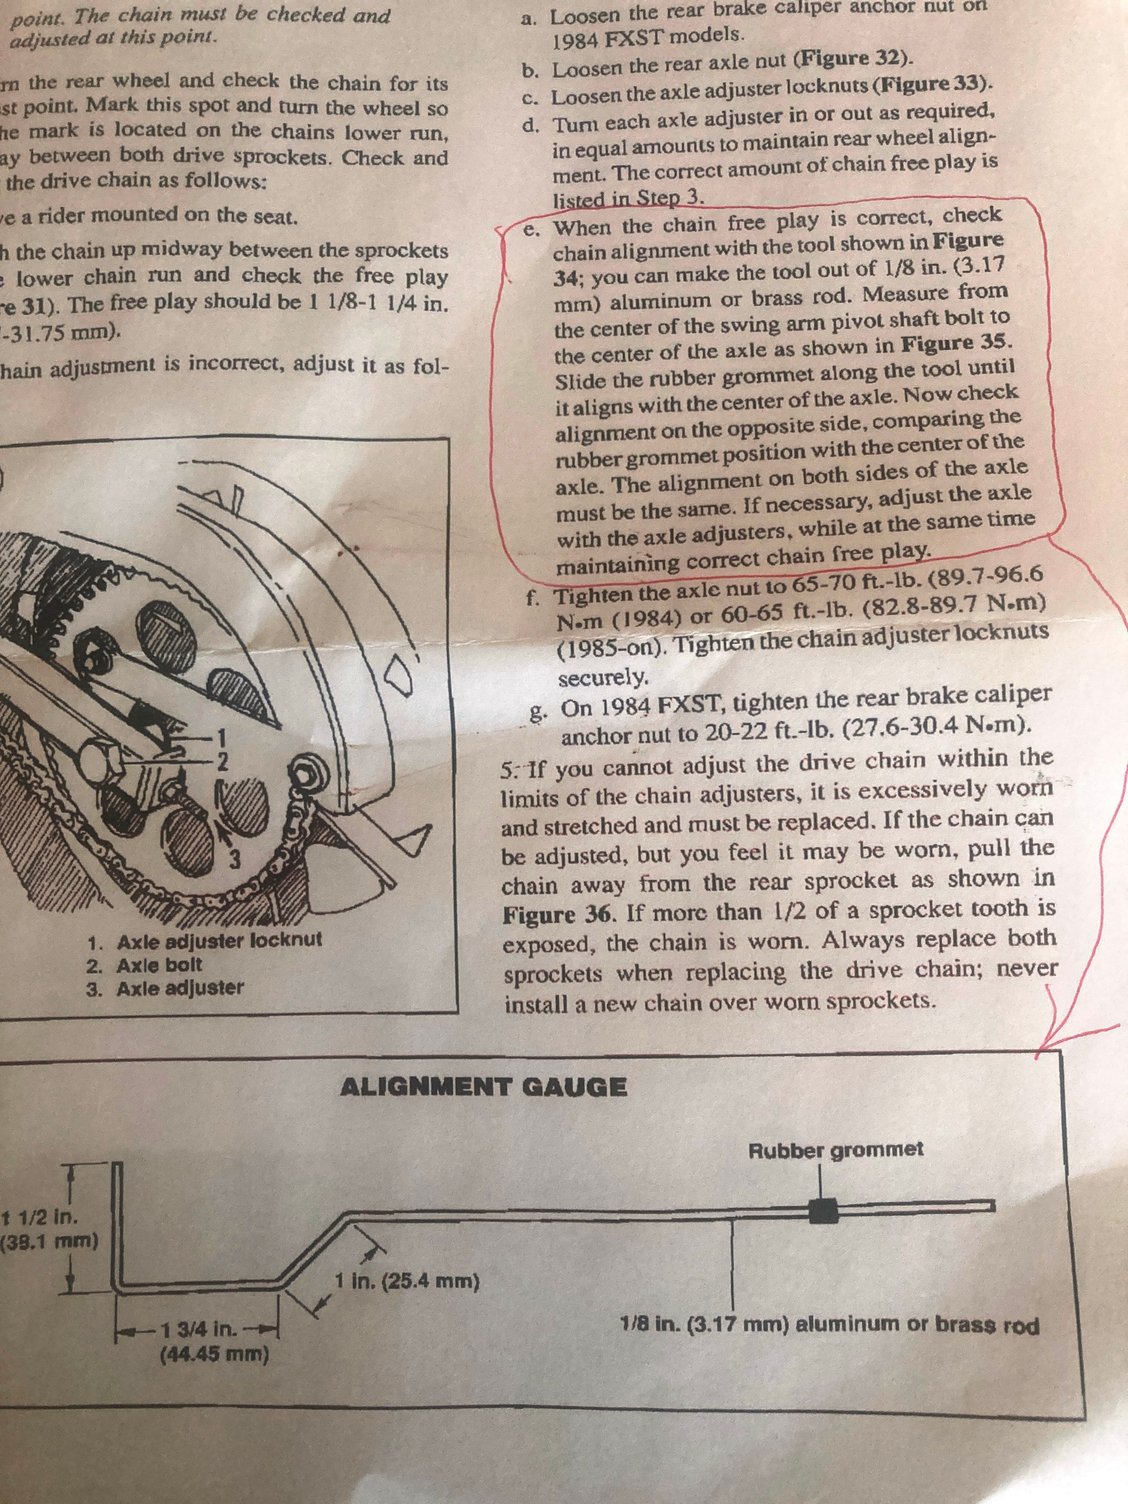 point. The chain must be checked and
adjusted at this point.
the rear wheel and check the chain for its
point. Mark this spot and turn the wheel so
mark is located on the chains lower run,
between both drive sprockets. Check and
the drive chain as follows:
a rider mounted on the seat.
the chain up midway between the sprockets
lower chain run and check the free play
31). The free play should be 1 1/8-1 1/4 in.
-31.75 mm).
adjustment is incorrect, adjust it as fol-
1
2
3
1. Axle adjuster locknut
2. Axle bolt
3. Axle adjuster
a. Loosen the rear brake caliper anchor nut on
1984 FXST models.
b. Loosen the rear axle nut (Figure 32).
c. Loosen the axle adjuster locknuts (Figure 33).
d. Turn each axle adjuster in or out as required,
in equal amounts to maintain rear wheel align-
ment. The correct amount of chain free play is
listed in Step 3.
e. When the chain free play is correct, check
chain alignment with the tool shown in Figure
34; you can make the tool out of 1/8 in. (3.17
mm) aluminum or brass rod. Measure from
the center of the swing arm pivot shaft bolt to
the center of the axle as shown in Figure 35.
Slide the rubber grommet along the tool until
it aligns with the center of the axle. Now check
alignment on the opposite side, comparing the
rubber grommet position with the center of the
axle. The alignment on both sides of the axle
must be the same. If necessary, adjust the axle
with the axle adjusters, while at the same time
maintaining correct chain free play.
f. Tighten the axle nut to 65-70 ft.-lb. (89.7-96.6
N•m (1984) or 60-65 ft.-lb. (82.8-89.7 N•m)
(1985-on). Tighten the chain adjuster locknuts
securely.
g. On 1984 FXST, tighten the rear brake caliper
anchor nut to 20-22 ft.-lb. (27.6-30.4 N•m).
5. If you cannot adjust the drive chain within the
limits of the chain adjusters, it is excessively worn
and stretched and must be replaced. If the chain can
be adjusted, but you feel it may be worn, pull the
chain away from the rear sprocket as shown in
Figure 36. If more than 1/2 of a sprocket tooth is
exposed, the chain is worn. Always replace both
sprockets when replacing the drive chain; never
install a new chain over worn sprockets.
ALIGNMENT GAUGE
Rubber grommet
1 1/2 in.
(38.1 mm)
1 in. (25.4 mm)
1 3/4 in.
(44.45 mm)
1/8 in. (3.17 mm) aluminum or brass rod